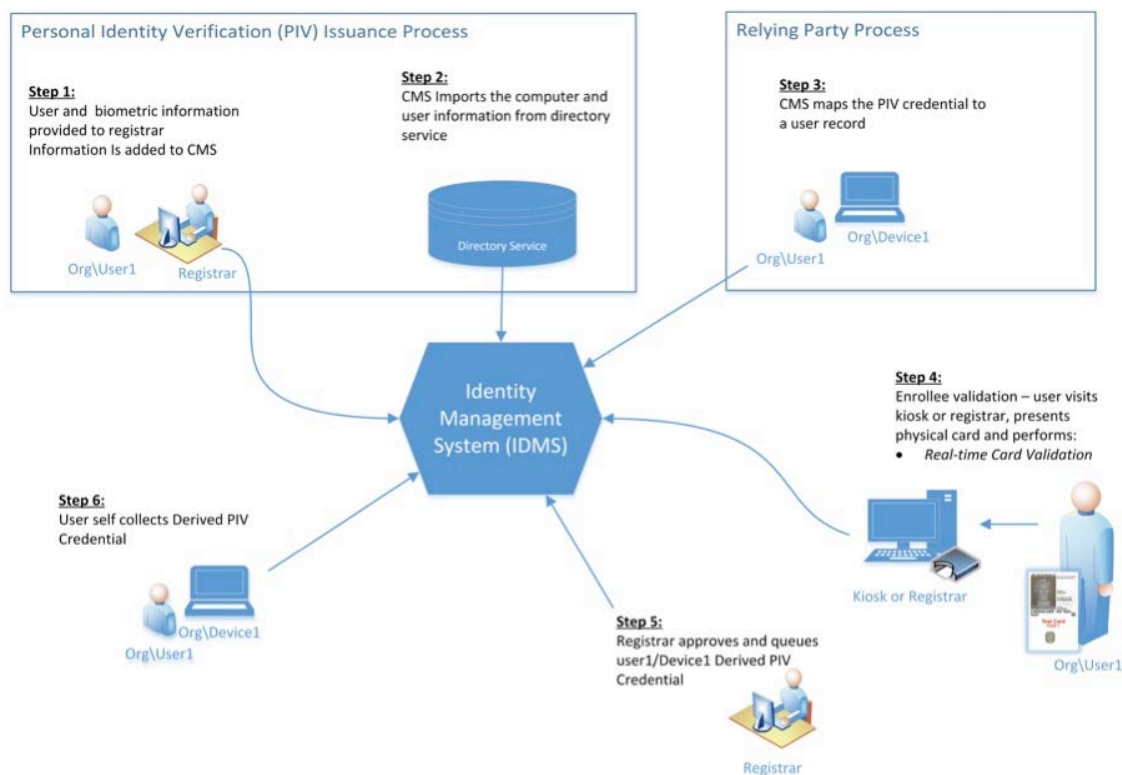 Personal Identity Verification (PIV) Issuance Process
Step 1:
User and biometric information
provided to registrar
Information Is added to CMS
Org\User1
Registrar
Step 2:
CMS Imports the computer and
user information from directory
service
Directory Service
Relying Party Process
Step 3:
CMS maps the PIV credential to
a user record
Org\Device1
Org\User1
Identity
Management
System (IDMS)
Step 4:
Enrollee validation – user visits
kiosk or registrar, presents
physical card and performs:
• Real-time Card Validation
Kiosk or Registrar
Test Card
Org\User1
Step 5:
Registrar approves and queues
user1/Device1 Derived PIV
Credential
Registrar
Step 6:
User self collects Derived PIV
Credential
Org\Device1
Org\User1